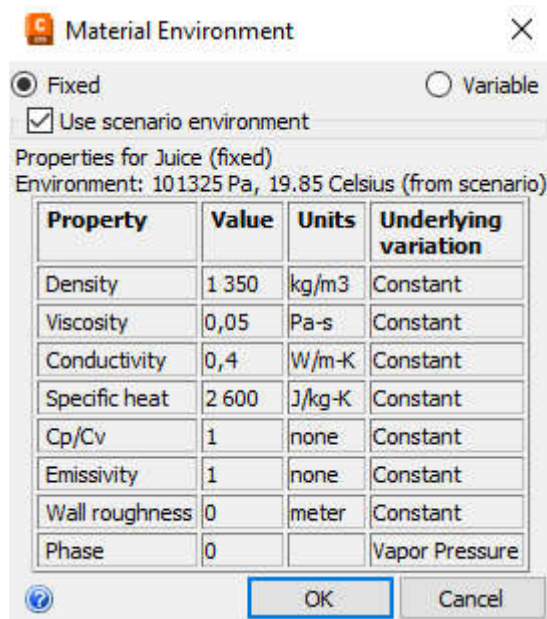 Material Environment
Fixed
Variable
Use scenario environment
Properties for Juice (fixed)
Environment: 101325 Pa, 19.85 Celsius (from scenario)
Property Value Units Underlying variation
Density 1 350 kg/m3 Constant
Viscosity 0,05 Pa-s Constant
Conductivity 0,4 W/m-K Constant
Specific heat 2 600 J/kg-K Constant
Cp/Cv 1 none Constant
Emissivity 1 none Constant
Wall roughness 0 meter Constant
Phase 0 Vapor Pressure
OK Cancel